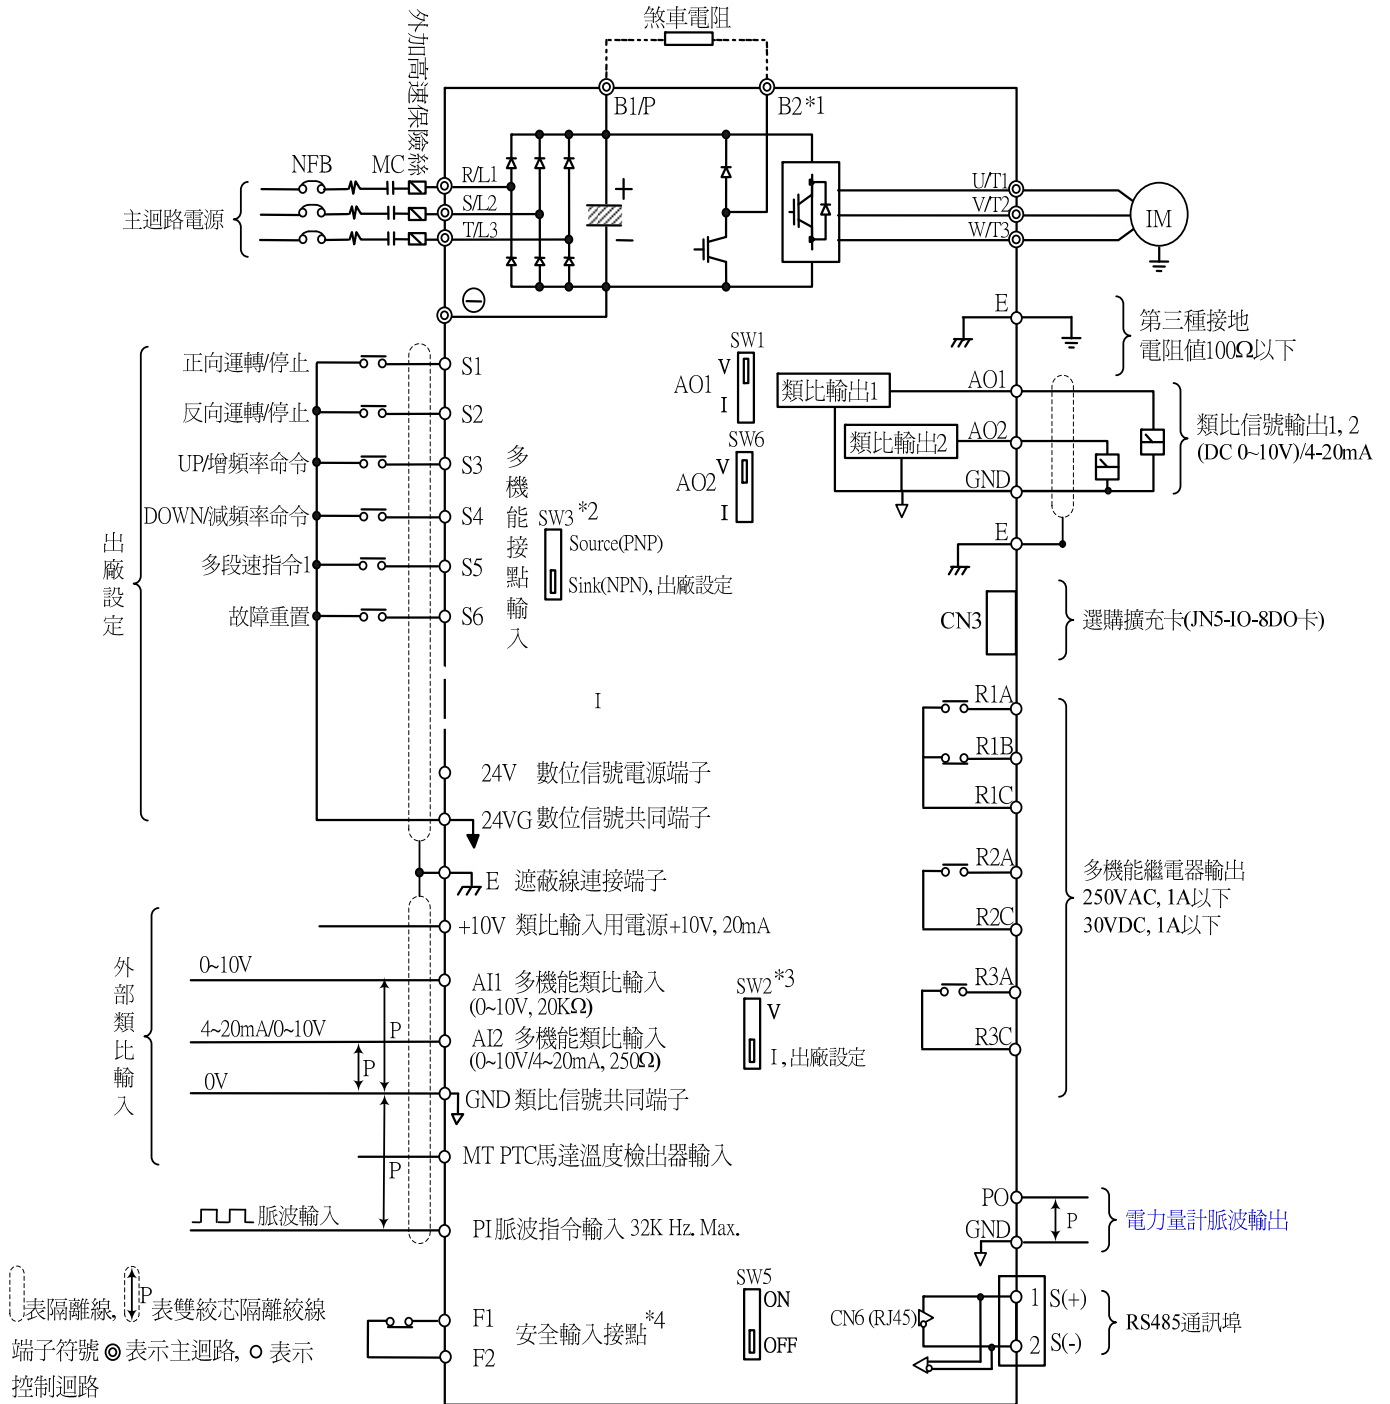 煞車電阻
外加高速保險絲
B1/P
B2*1
NFB
MC
R/L1
S/L2
T/L3
主迴路電源
U/T1
V/T2
W/T3
IM
E
第三種接地
電阻值100Ω以下
正向運轉/停止
S1
反向運轉/停止
S2
UP/增頻率命令
S3
DOWN/減頻率命令
S4
多段速指令1
S5
故障重置
S6
出廠設定
多機能接點輸入
SW3 *2
Source(PNP)
Sink(NPN), 出廠設定
SW1
AO1
V
I
SW6
AO2
V
I
類比輸出1
AO1
類比輸出2
AO2
GND
類比信號輸出1, 2
(DC 0~10V)/4-20mA
E
CN3
選購擴充卡(JN5-IO-8DO卡)
I
R1A
R1B
R1C
R2A
R2C
R3A
R3C
多機能繼電器輸出
250VAC, 1A以下
30VDC, 1A以下
24V 數位信號電源端子
24VG 數位信號共同端子
E 遮蔽線連接端子
+10V 類比輸入用電源+10V, 20mA
外部類比輸入
0~10V
AI1 多機能類比輸入
(0~10V, 20KΩ)
4~20mA/0~10V
P
AI2 多機能類比輸入
(0~10V/4~20mA, 250Ω)
P
0V
GND 類比信號共同端子
SW2*3
V
I , 出廠設定
MT PTC馬達溫度檢出器輸入
P
脈波輸入
PI 脈波指令輸入 32K Hz. Max.
PO
GND
P
電力量計脈波輸出
F1
F2
安全輸入接點*4
SW5
ON
OFF
CN6 (RJ45)
1
S(+)
2
S(-)
RS485通訊埠
表隔離線, P 表雙絞芯隔離絞線
端子符號 ◎ 表示主迴路, ○ 表示
控制迴路